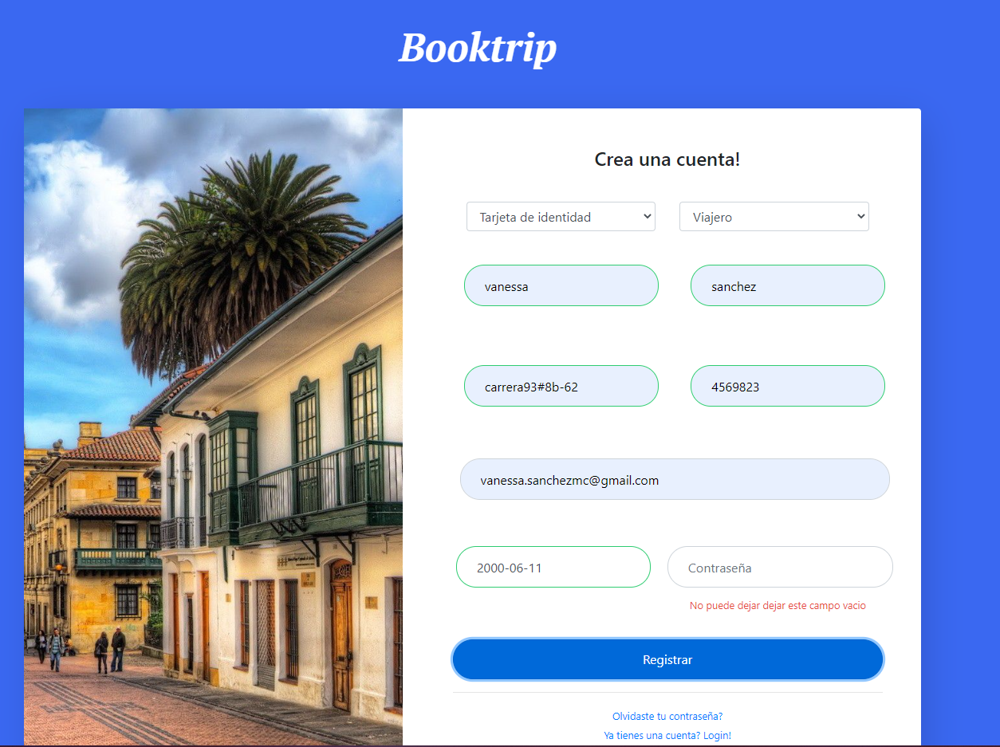 Booktrip
Crea una cuenta!
Tarjeta de identidad
Viajero
vanessa
sanchez
carrera93#8b-62
4569823
vanessa.sanchezmc@gmail.com
2000-06-11
Contraseña
No puede dejar dejar este campo vacio
Registrar
Olvidaste tu contraseña?
Ya tienes una cuenta? Login!